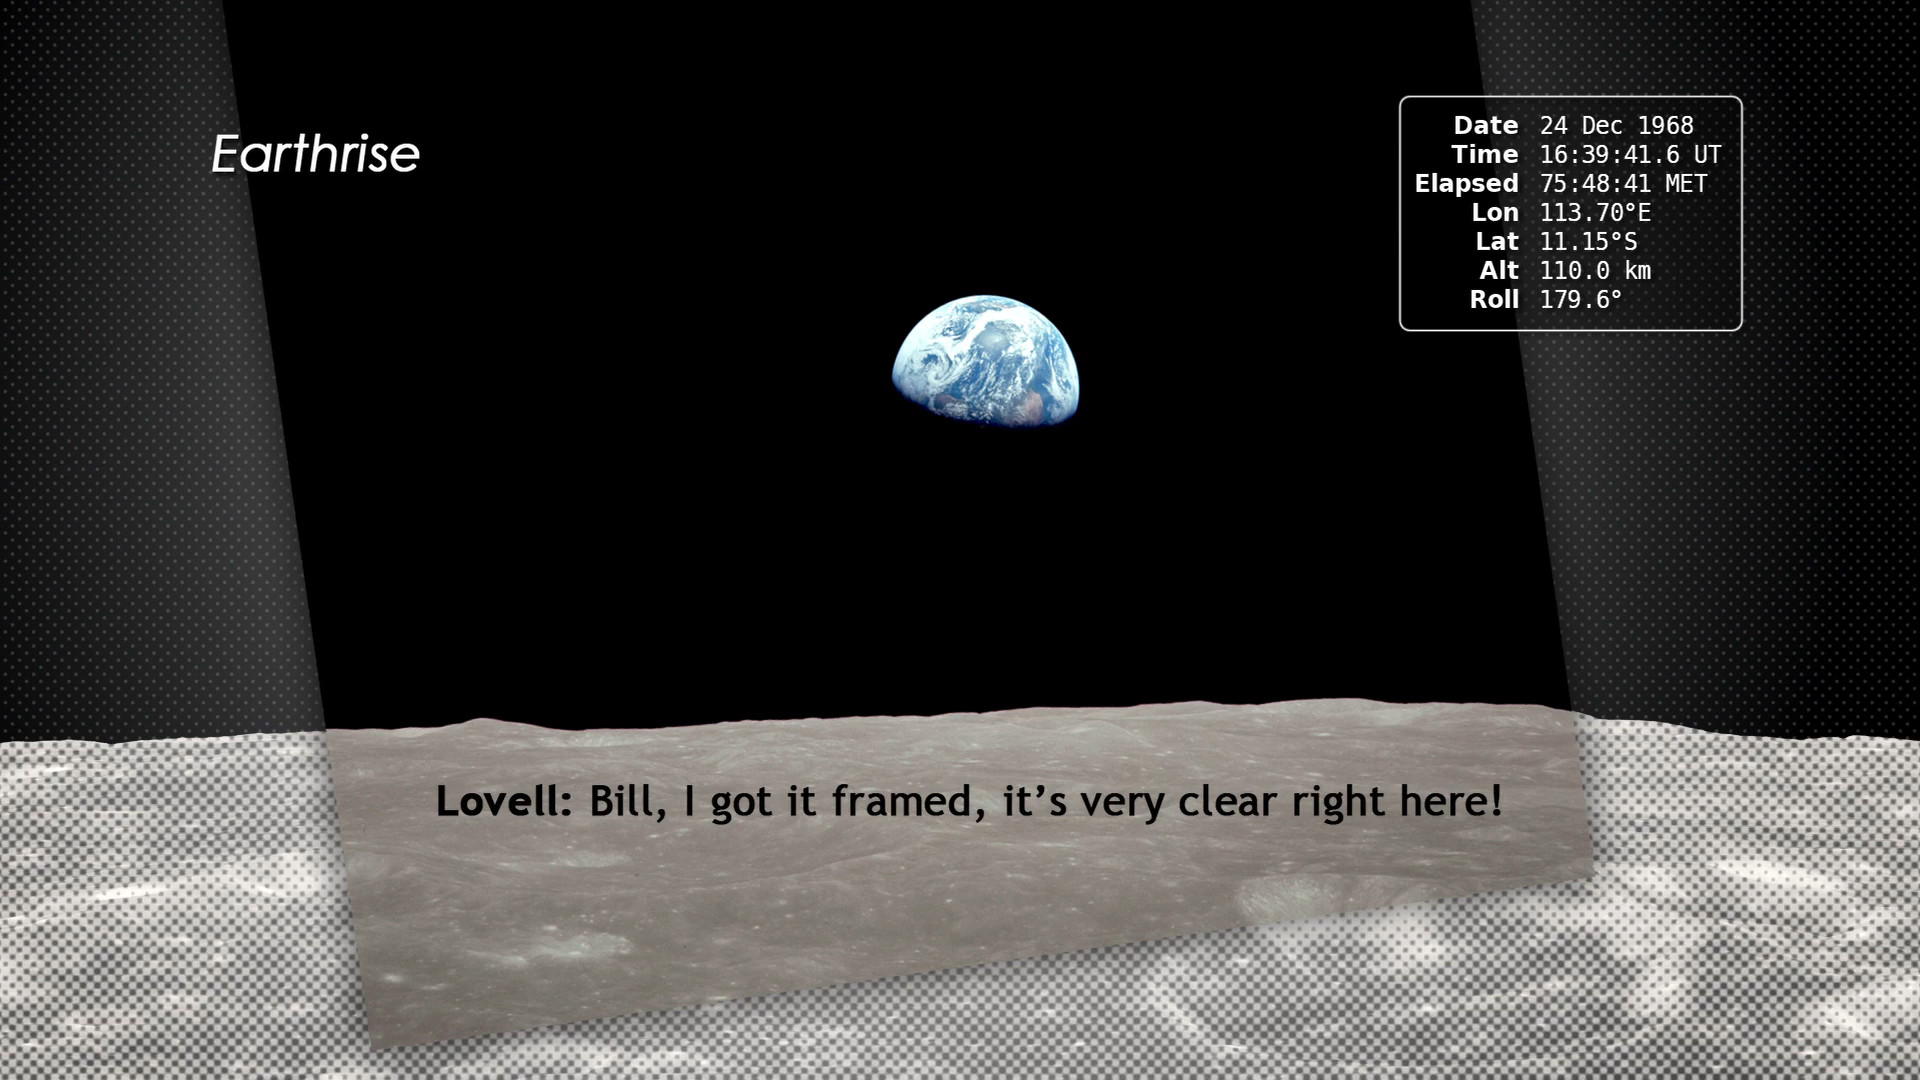 Earthrise
Date 24 Dec 1968
Time 16:39:41.6 UT
Elapsed 75:48:41 MET
Lon 113.70°E
Lat 11.15°S
Alt 110.0 km
Roll 179.6°
Lovell: Bill, I got it framed, it’s very clear right here!